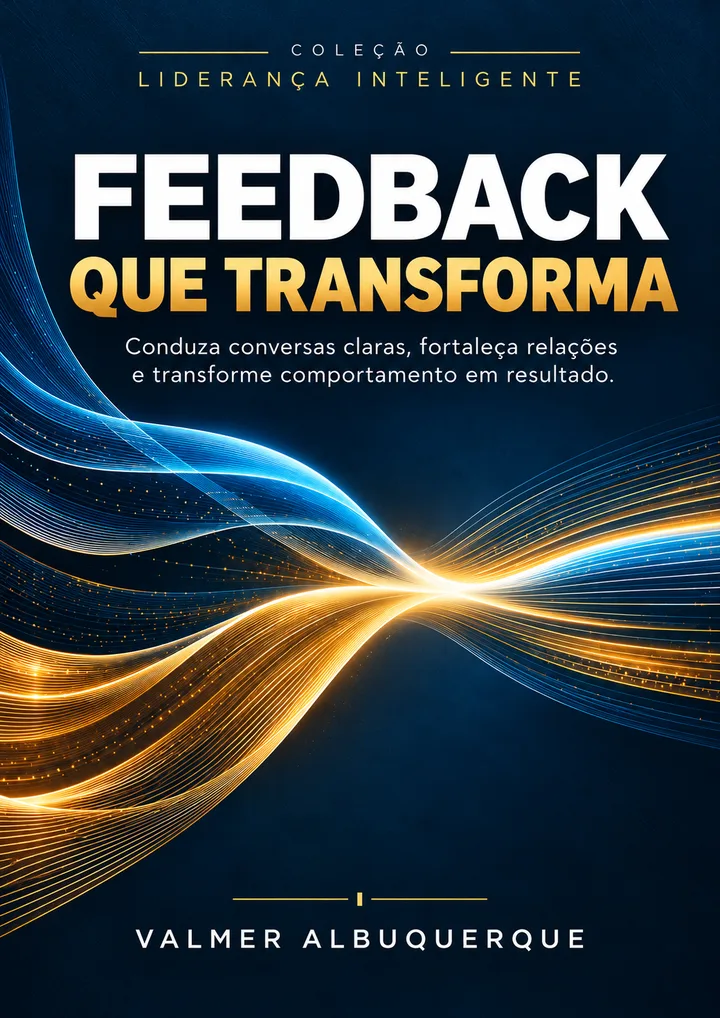 COLEÇÃO
LIDERANÇA INTELIGENTE
FEEDBACK
QUE TRANSFORMA
Conduza conversas claras, fortaleça relações
e transforme comportamento em resultado.
VALMER ALBUQUERQUE